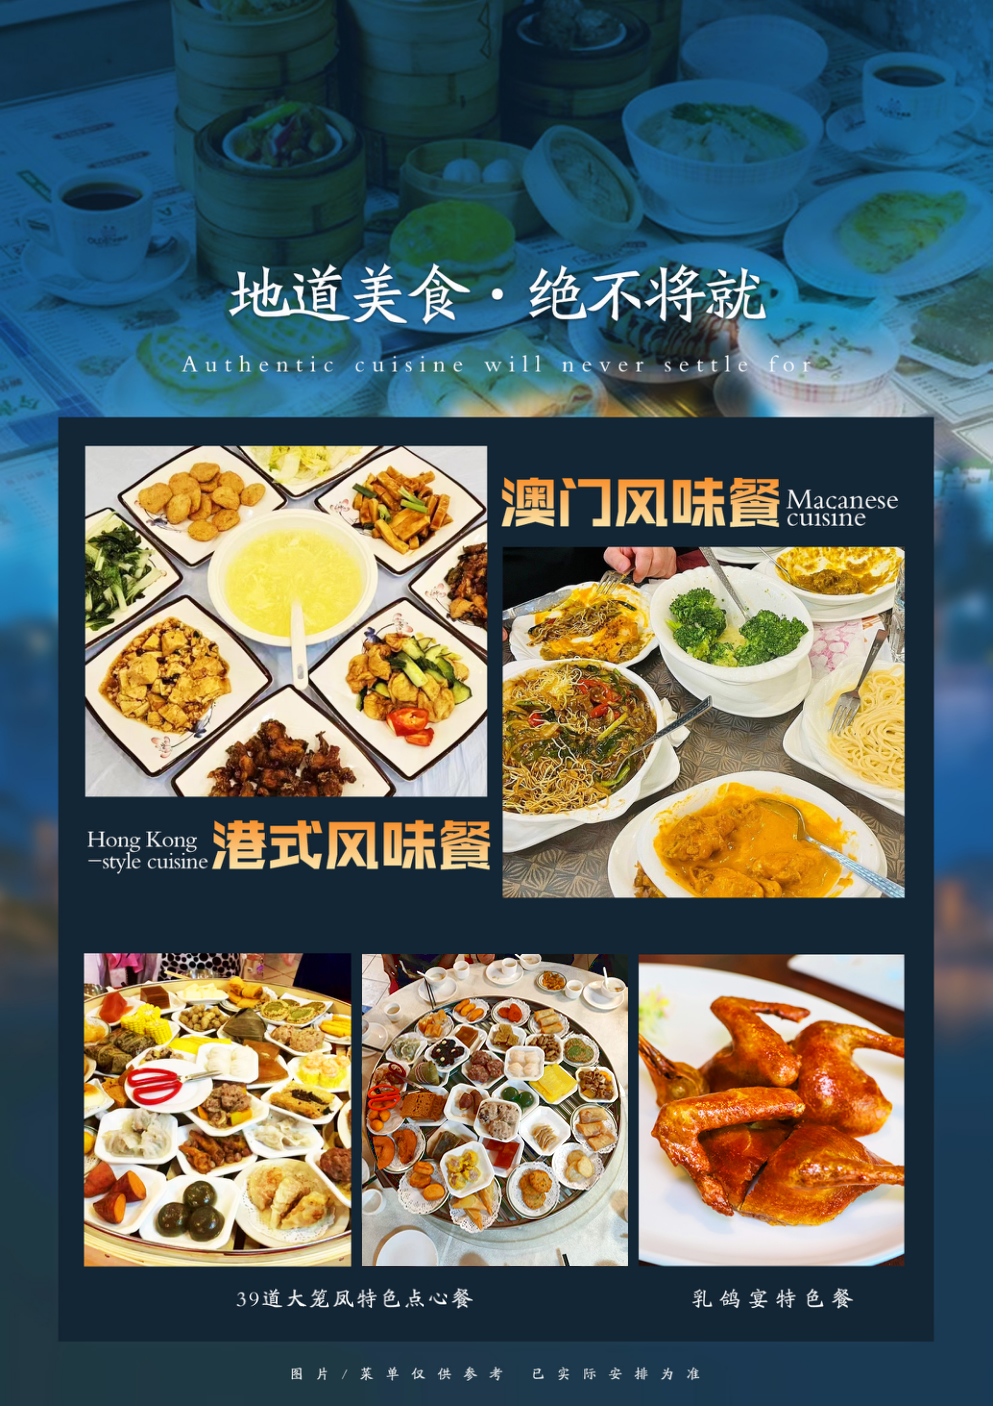 地道美食·绝不将就
Authentic cuisine will never settle for
澳门风味餐
Macanese
cuisine
Hong Kong
-style cuisine
港式风味餐
39道大笼凤特色点心餐
乳鸽宴特色餐
图片/菜单仅供参考 已实际安排为准